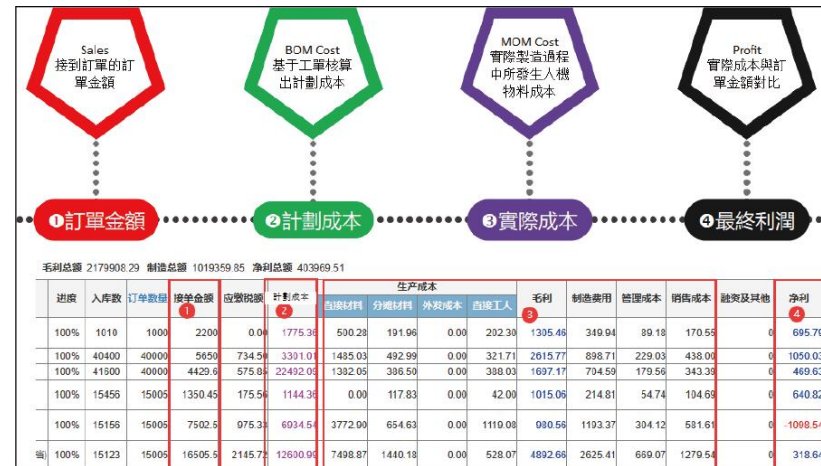 Sales
接到訂單的訂
單金額
BOM Cost
基于工單核算
出計劃成本
MOM Cost
實際製造過程
中所發生人機
物料成本
Profit
實際成本與訂
單金額對比
❶訂單金額
❷計劃成本
❸實際成本
❹最終利潤
毛利总额 2179908.29 制造总额 1019359.85 净利总额 403969.51
生产成本
进度 入库数 订单数量 接单金额 应缴税额 計劃成本 直接材料 分摊材料 外发成本 直接工人 毛利 制造费用 管理成本 销售成本 融资及其他 净利
1 2 3 4
100% 1010 1000 2200 0.00 1775.36 500.28 191.96 0.00 202.30 1305.46 349.94 89.18 170.55 0 695.79
100% 40400 40000 5650 734.50 3301.01 1485.03 492.99 0.00 321.71 2615.77 898.71 229.03 438.00 0 1050.03
100% 41600 40000 4429.6 575.85 22492.09 1382.05 386.50 0.00 388.03 1697.17 704.59 179.56 343.39 0 469.63
100% 15456 15005 1350.45 175.56 1144.36 0.00 117.83 0.00 42.00 1015.06 214.81 54.74 104.69 0 640.82
100% 15156 15005 7502.5 975.33 6934.54 3772.90 654.63 0.00 1119.08 980.56 1193.37 304.12 581.61 0 -1098.54
100% 15123 15005 16505.5 2145.72 12600.99 7498.87 1440.18 0.00 528.07 4892.66 2625.41 669.07 1279.54 0 318.64